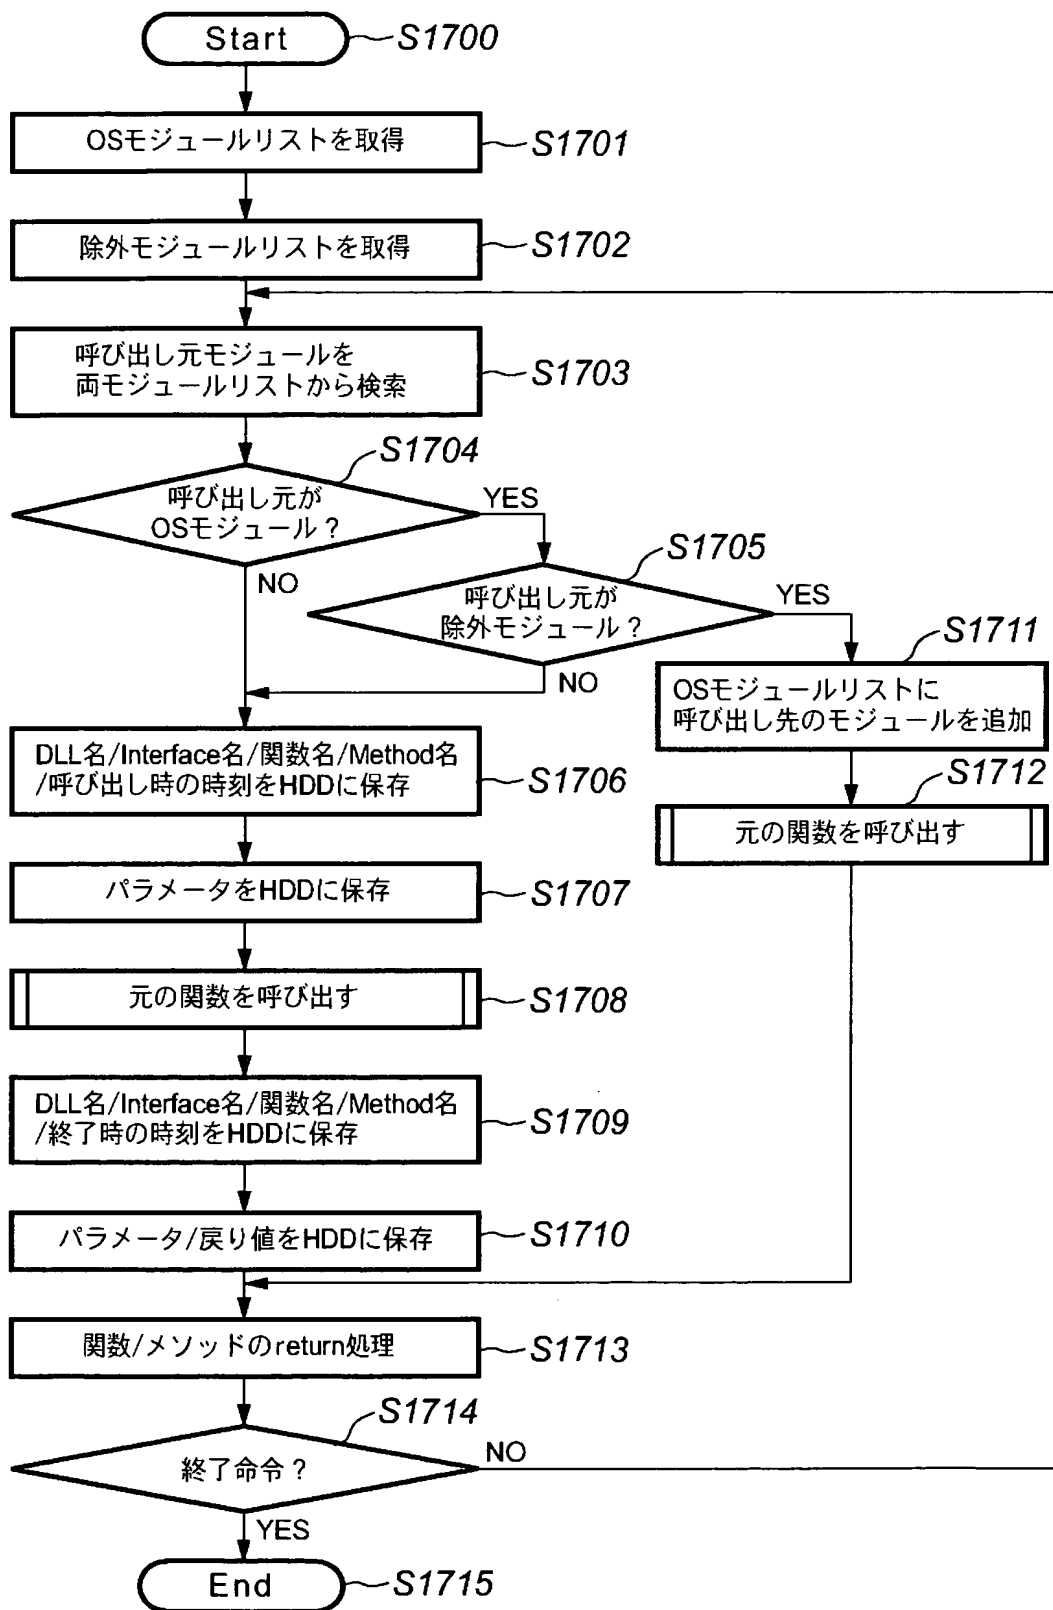 Start
S1700
OSモジュールリストを取得
S1701
除外モジュールリストを取得
S1702
呼び出し元モジュールを
両モジュールリストから検索
S1703
S1704
呼び出し元が
OSモジュール？
YES
NO
S1705
呼び出し元が
除外モジュール？
YES
NO
S1711
OSモジュールリストに
呼び出し先のモジュールを追加
S1712
元の関数を呼び出す
DLL名/Interface名/関数名/Method名
/呼び出し時の時刻をHDDに保存
S1706
パラメータをHDDに保存
S1707
元の関数を呼び出す
S1708
DLL名/Interface名/関数名/Method名
/終了時の時刻をHDDに保存
S1709
パラメータ/戻り値をHDDに保存
S1710
関数/メソッドのreturn処理
S1713
S1714
終了命令？
NO
YES
End
S1715